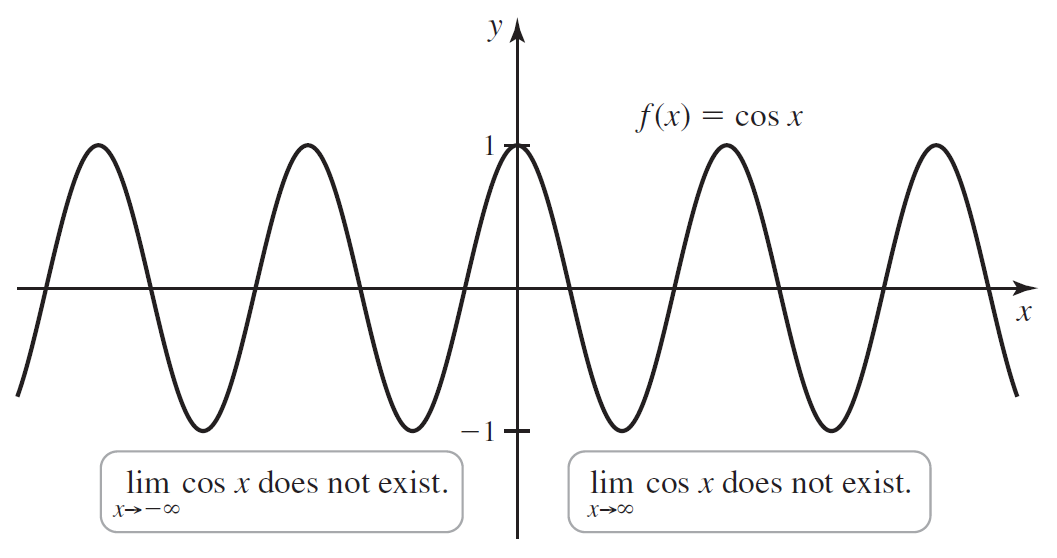 y
f(x) = cos x
1
x
−1
lim cos x does not exist.
x→−∞
lim cos x does not exist.
x→∞